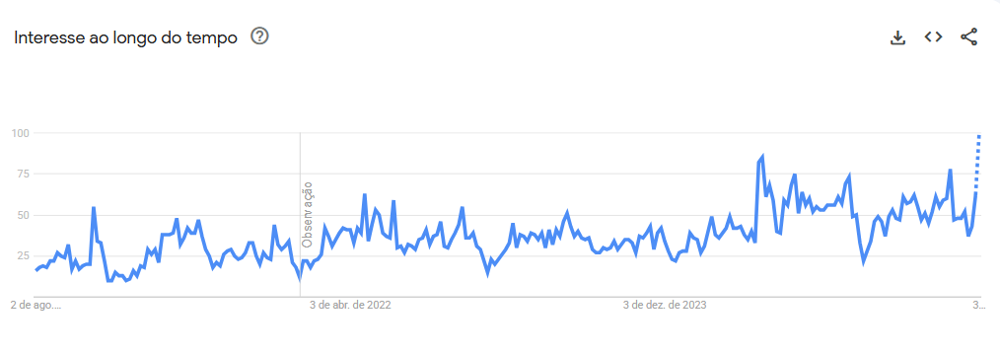 Interesse ao longo do tempo
100
75
50
25
Observação
2 de ago....
3 de abr. de 2022
3 de dez. de 2023
3...